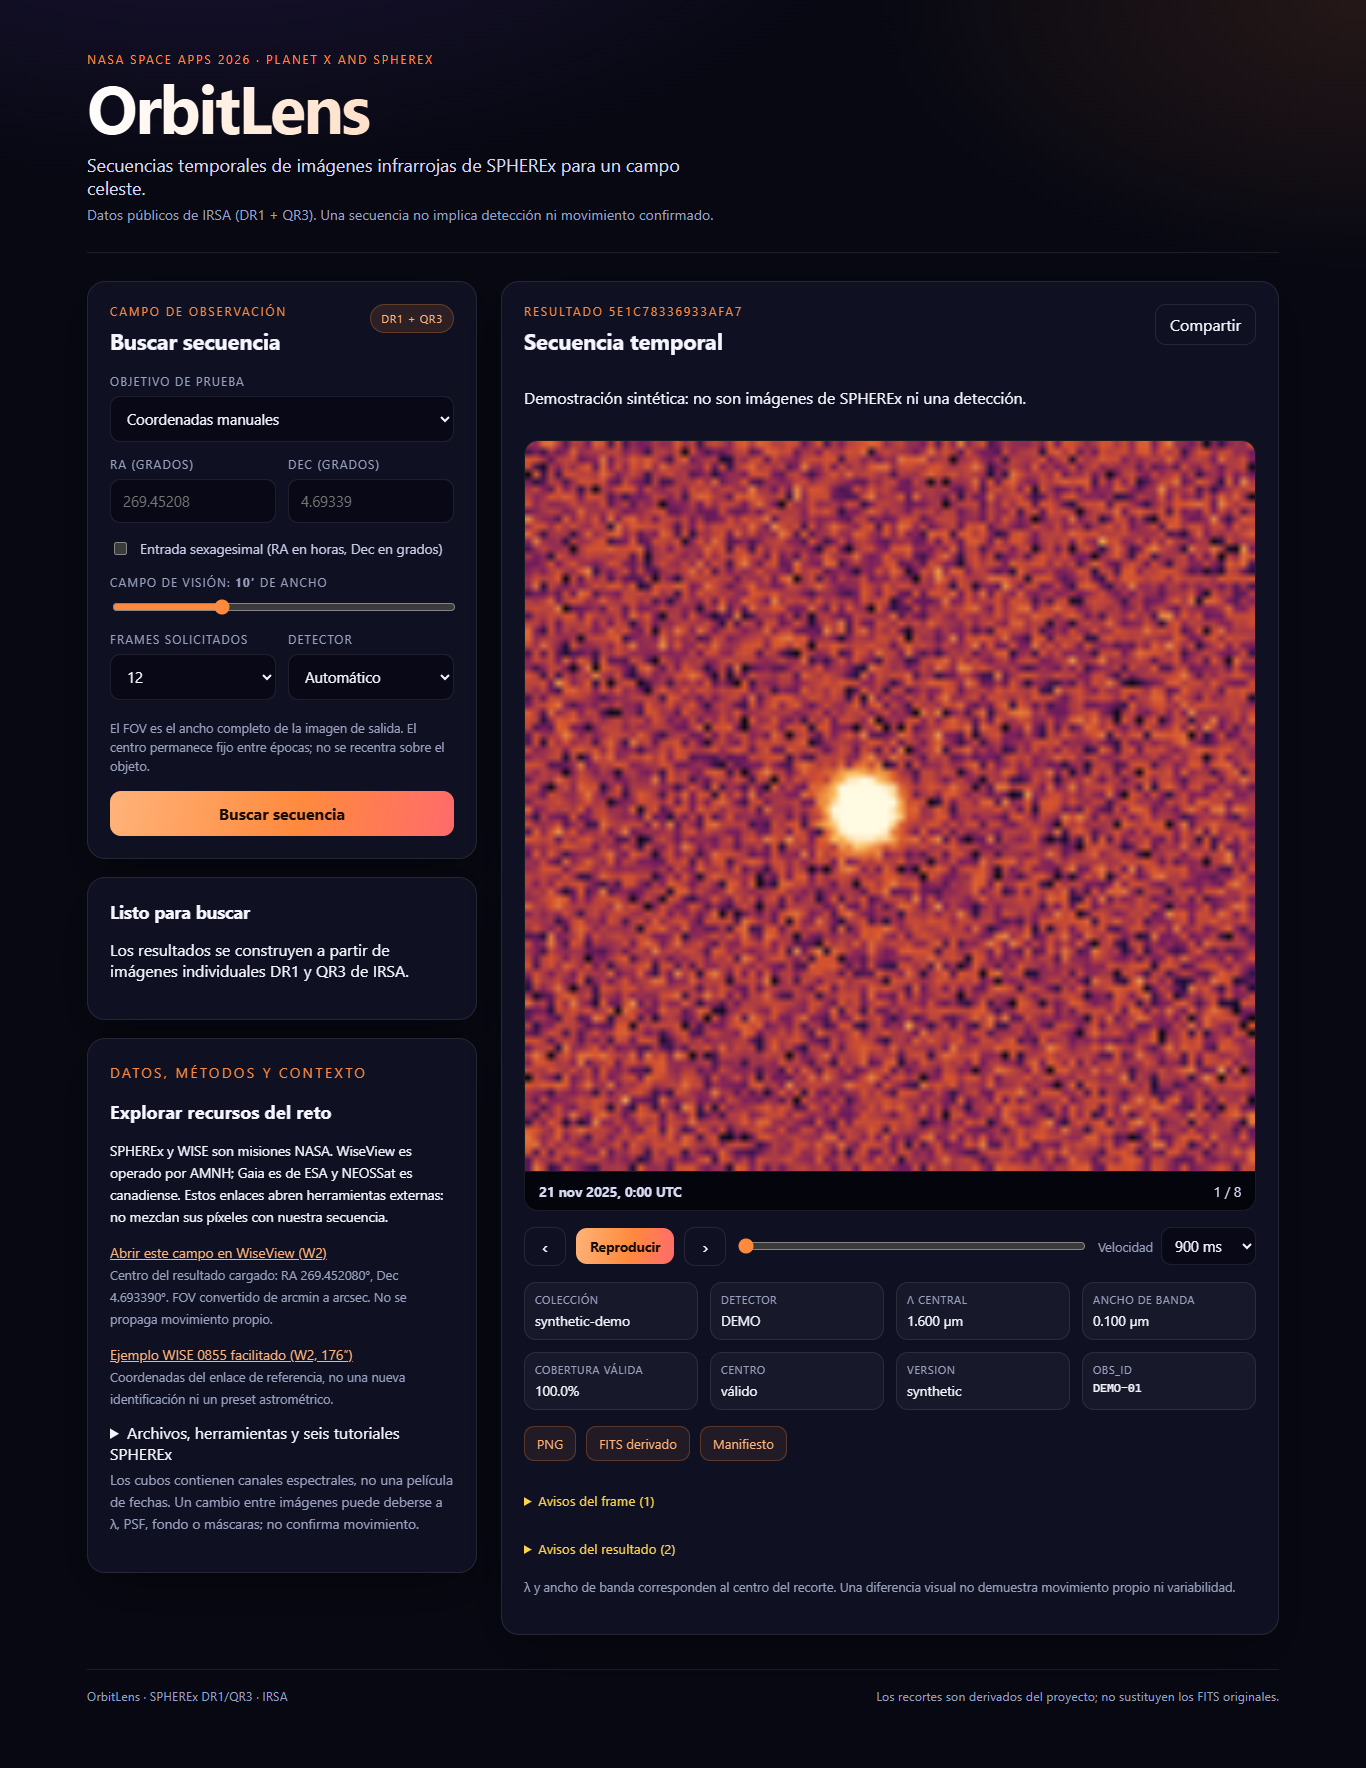 NASA SPACE APPS 2026 · PLANET X AND SPHEREX
OrbitLens
Secuencias temporales de imágenes infrarrojas de SPHEREx para un campo
celeste.
Datos públicos de IRSA (DR1 + QR3). Una secuencia no implica detección ni movimiento confirmado.
CAMPO DE OBSERVACIÓN
DR1 + QR3
Buscar secuencia
OBJETIVO DE PRUEBA
Coordenadas manuales
RA (GRADOS)
DEC (GRADOS)
269.45208
4.69339
Entrada sexagesimal (RA en horas, Dec en grados)
CAMPO DE VISIÓN: 10′ DE ANCHO
FRAMES SOLICITADOS
DETECTOR
12
Automático
El FOV es el ancho completo de la imagen de salida. El
centro permanece fijo entre épocas; no se recentra sobre el
objeto.
Buscar secuencia
Listo para buscar
Los resultados se construyen a partir de
imágenes individuales DR1 y QR3 de IRSA.
DATOS, MÉTODOS Y CONTEXTO
Explorar recursos del reto
SPHEREx y WISE son misiones NASA. WiseView es
operado por AMNH; Gaia es de ESA y NEOSSat es
canadiense. Estos enlaces abren herramientas externas:
no mezclan sus píxeles con nuestra secuencia.
Abrir este campo en WiseView (W2)
Centro del resultado cargado: RA 269.452080°, Dec
4.693390°. FOV convertido de arcmin a arcsec. No se
propaga movimiento propio.
Ejemplo WISE 0855 facilitado (W2, 176″)
Coordenadas del enlace de referencia, no una nueva
identificación ni un preset astrométrico.
▶ Archivos, herramientas y seis tutoriales
SPHEREx
Los cubos contienen canales espectrales, no una película
de fechas. Un cambio entre imágenes puede deberse a
λ, PSF, fondo o máscaras; no confirma movimiento.
RESULTADO 5E1C78336933AFA7
Secuencia temporal
Compartir
Demostración sintética: no son imágenes de SPHEREx ni una detección.
21 nov 2025, 0:00 UTC
1 / 8
‹
Reproducir
›
Velocidad
900 ms
COLECCIÓN
synthetic-demo
DETECTOR
DEMO
Λ CENTRAL
1.600 µm
ANCHO DE BANDA
0.100 µm
COBERTURA VÁLIDA
100.0%
CENTRO
válido
VERSION
synthetic
OBS_ID
DEMO-01
PNG
FITS derivado
Manifiesto
▶ Avisos del frame (1)
▶ Avisos del resultado (2)
λ y ancho de banda corresponden al centro del recorte. Una diferencia visual no demuestra movimiento propio ni variabilidad.
OrbitLens · SPHEREx DR1/QR3 · IRSA
Los recortes son derivados del proyecto; no sustituyen los FITS originales.